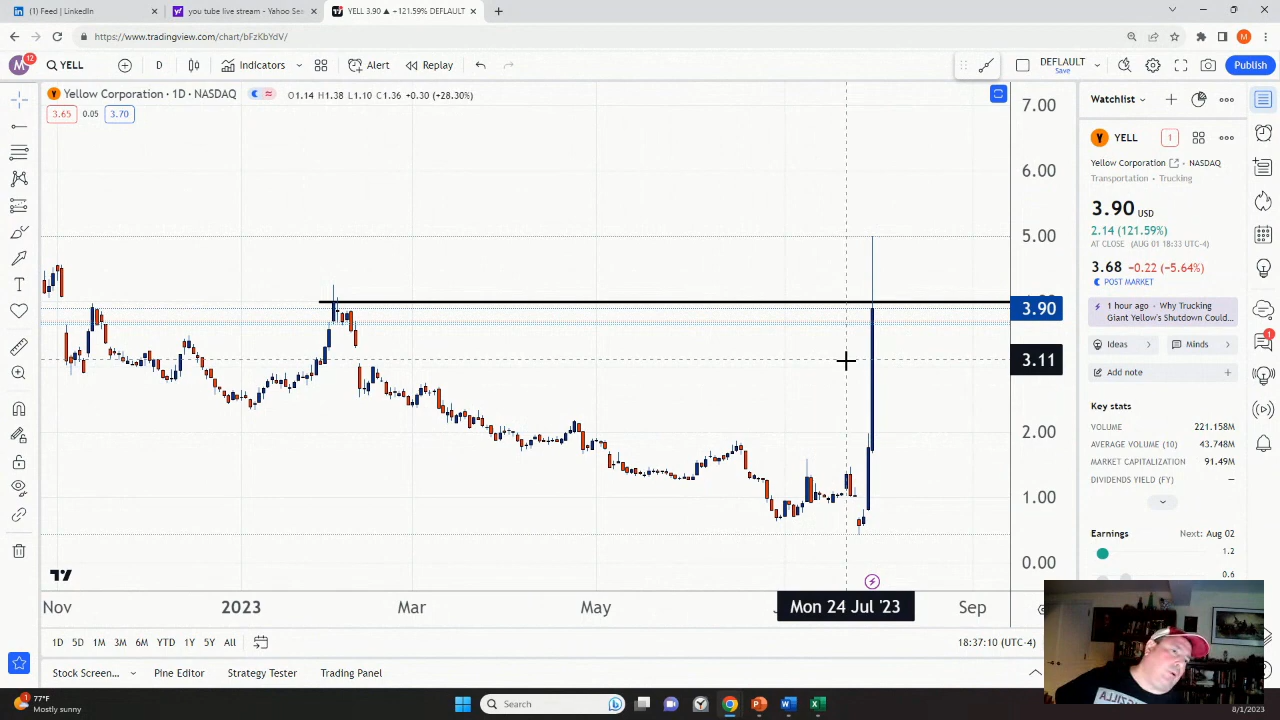 (1) Feed | LinkedIn
you tube live stream - Yahoo Sea
YELL 3.90 ▲ +121.59% DEFAULT
https://www.tradingview.com/chart/bFzKbYdV/
M
M 12
YELL
D
Indicators
Alert
Replay
DEFLAULT
Save
Publish
Yellow Corporation · 1D · NASDAQ
O1.14 H1.38 L1.10 C1.36 +0.30 (+28.30%)
3.65 0.05 3.70
7.00
6.00
5.00
3.90
3.11
2.00
1.00
0.00
Nov
2023
Mar
May
Mon 24 Jul '23
Sep
1D 5D 1M 3M 6M YTD 1Y 5Y All
18:37:10 (UTC-4)
Stock Screen...
Pine Editor
Strategy Tester
Trading Panel
Watchlist
Y YELL 1
Yellow Corporation · NASDAQ
Transportation · Trucking
3.90 USD
2.14 (121.59%)
AT CLOSE (AUG 01 18:33 UTC-4)
3.68 −0.22 (−5.64%)
POST MARKET
1 hour ago · Why Trucking
Giant Yellow's Shutdown Could...
Ideas
Minds
Add note
Key stats
VOLUME 221.158M
AVERAGE VOLUME (10) 43.748M
MARKET CAPITALIZATION 91.49M
DIVIDENDS YIELD (FY) —
Earnings Next: Aug 02
1.2
0.6
1
77°F
Mostly sunny
Search
8/1/2023